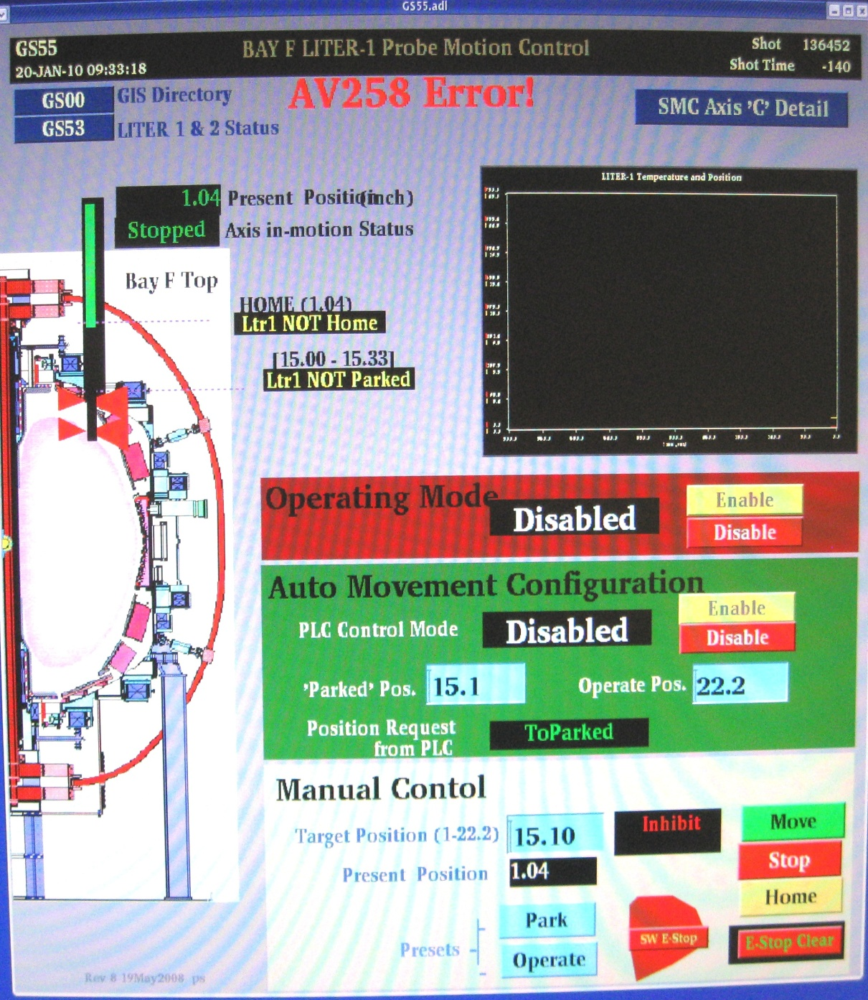 GS55.adl
GS55
BAY F LITER-1 Probe Motion Control
Shot 136452
20-JAN-10 09:33:18
Shot Time -140
GS00 GIS Directory
AV258 Error!
SMC Axis 'C' Detail
GS53 LITER 1 & 2 Status
LITER-1 Temperature and Position
1.04 Present Positi(inch)
Stopped Axis in-motion Status
Bay F Top
HOME (1.04)
Ltr1 NOT Home
[15.00 - 15.33]
Ltr1 NOT Parked
Operating Mode
Disabled
Enable
Disable
Auto Movement Configuration
PLC Control Mode
Disabled
Enable
Disable
'Parked' Pos. 15.1
Operate Pos. 22.2
Position Request
from PLC
ToParked
Manual Contol
Target Position (1-22.2) 15.10
Inhibit
Move
Present Position 1.04
Stop
Home
Presets
Park
Operate
SW E-Stop
E-Stop Clear
Rev 8 19May2008 ps